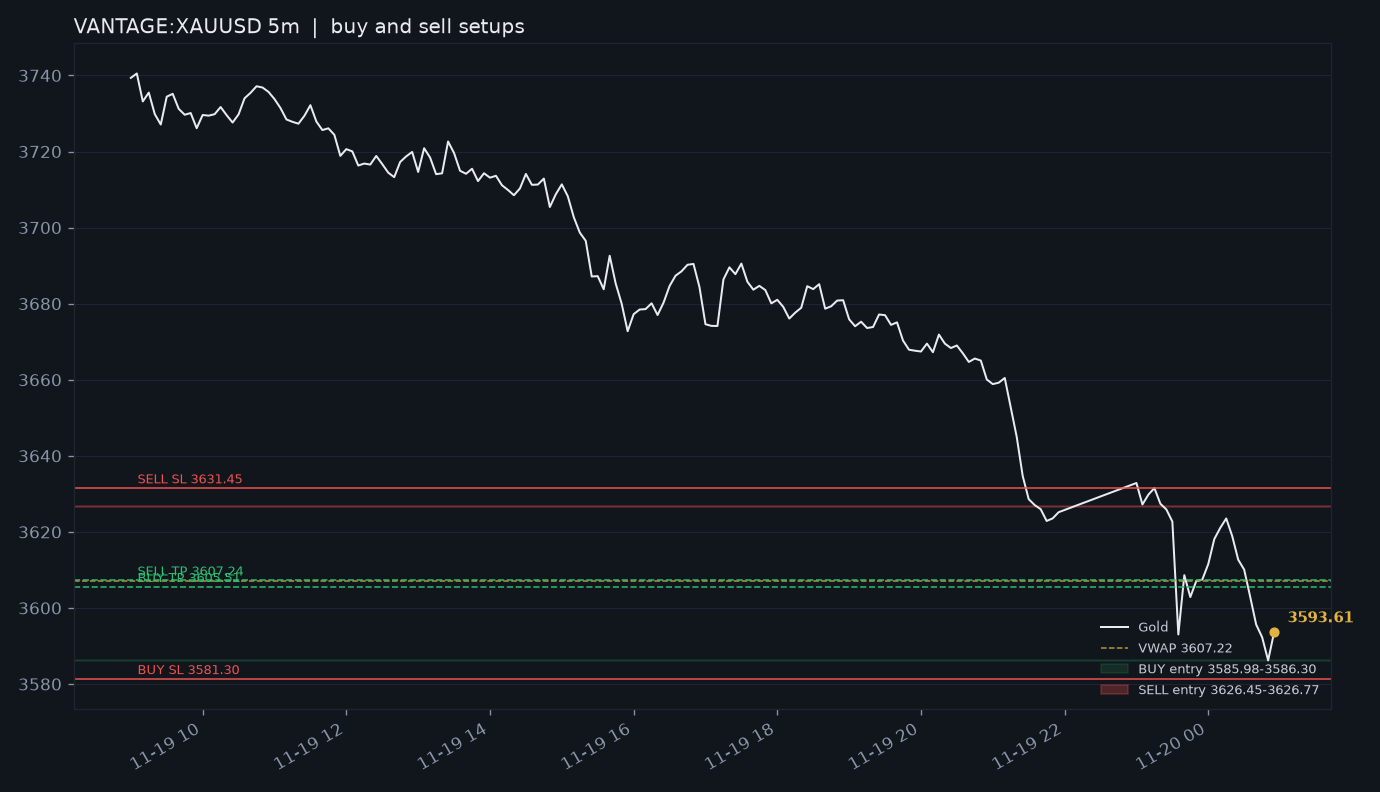 VANTAGE:XAUUSD 5m | buy and sell setups
3740
3720
3700
3680
3660
3640
3620
3600
3580
SELL SL 3631.45
SELL TP 3607.24
BUY TP 3605.51
BUY SL 3581.30
3593.61
Gold
VWAP 3607.22
BUY entry 3585.98-3586.30
SELL entry 3626.45-3626.77
11-19 10
11-19 12
11-19 14
11-19 16
11-19 18
11-19 20
11-19 22
11-20 00